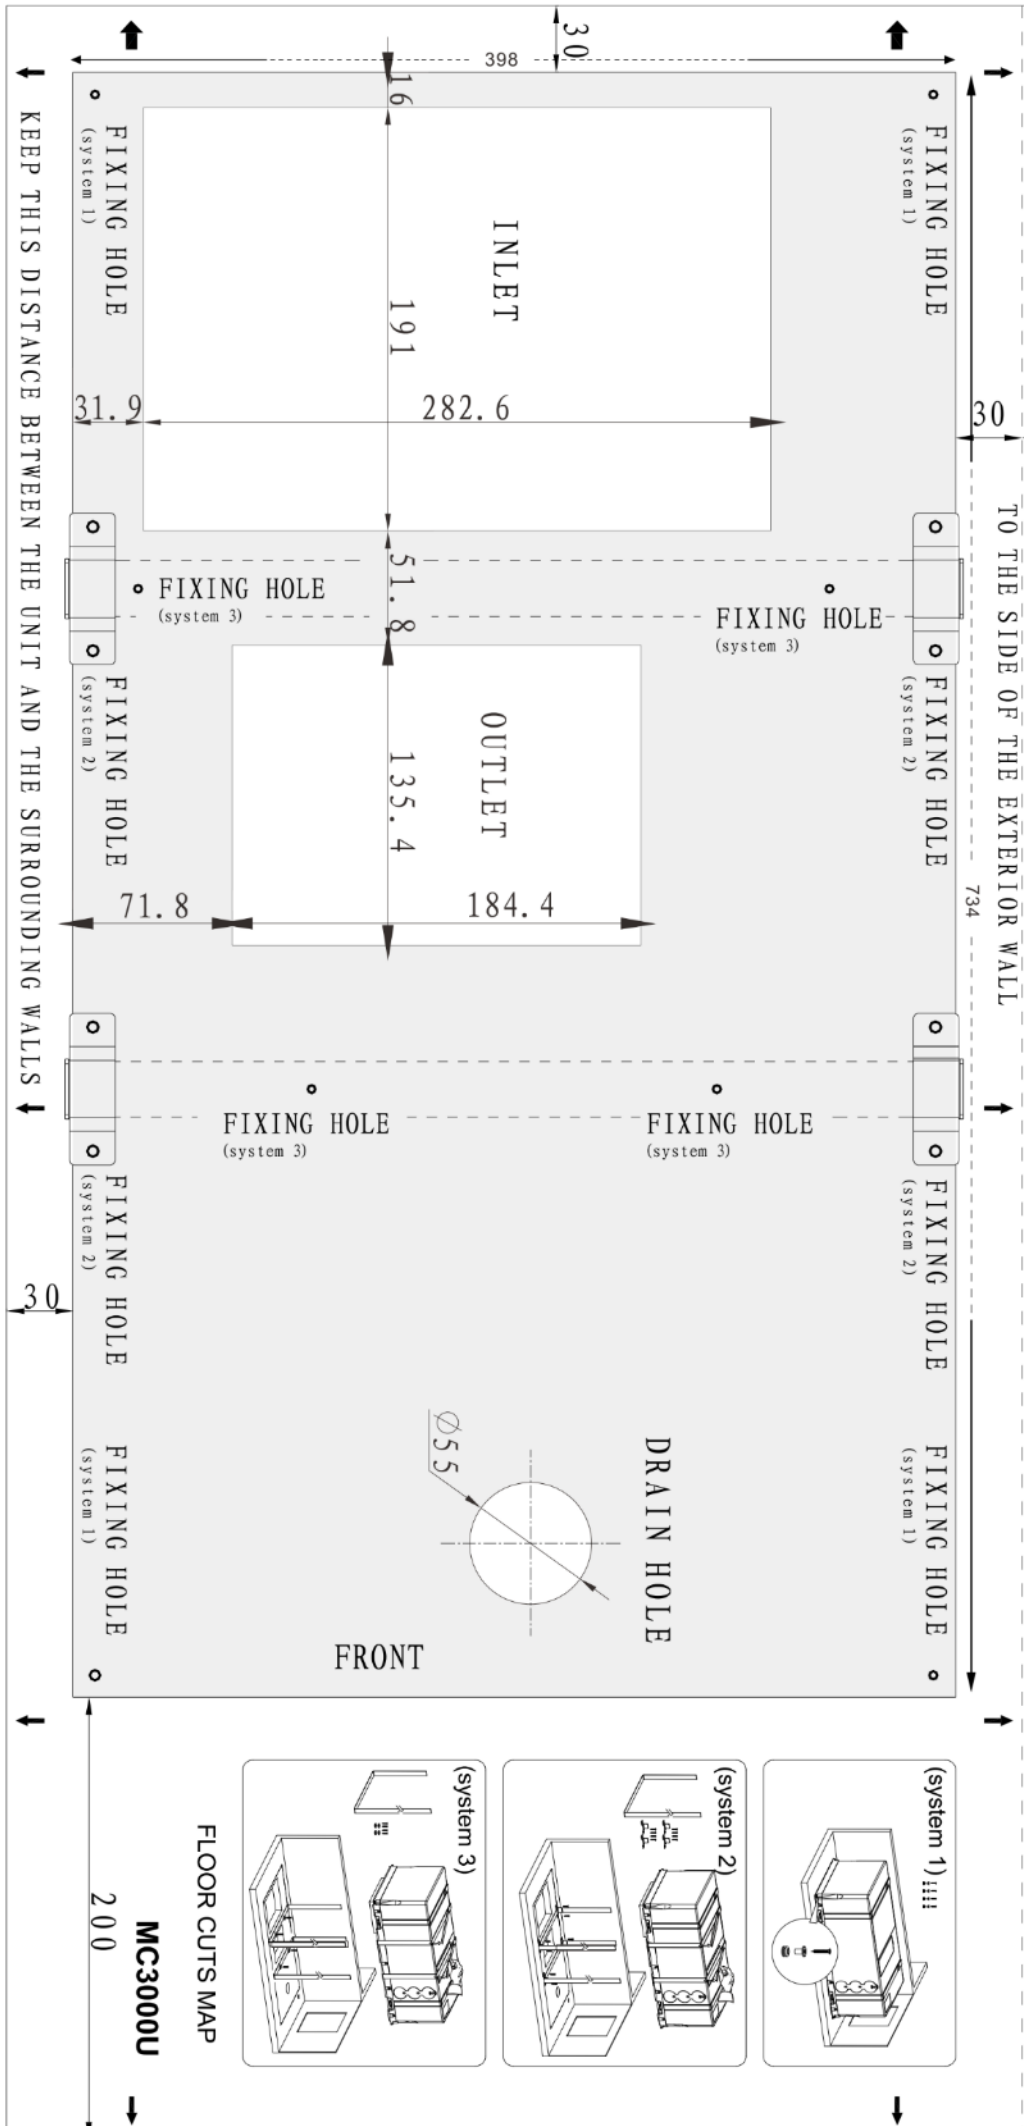 30
398
16
FIXING HOLE
(system 1)
FIXING HOLE
(system 1)
KEEP THIS DISTANCE BETWEEN THE UNIT AND THE SURROUNDING WALLS
INLET
191
31.9
282.6
30
TO THE SIDE OF THE EXTERIOR WALL
51.8
FIXING HOLE
(system 3)
FIXING HOLE
(system 3)
FIXING HOLE
(system 2)
FIXING HOLE
(system 2)
OUTLET
135.4
71.8
184.4
734
FIXING HOLE
(system 3)
FIXING HOLE
(system 3)
FIXING HOLE
(system 2)
FIXING HOLE
(system 2)
30
Ø55
DRAIN HOLE
FIXING HOLE
(system 1)
FIXING HOLE
(system 1)
FRONT
(system 3)
(system 2)
(system 1)
FLOOR CUTS MAP
MC3000U
200